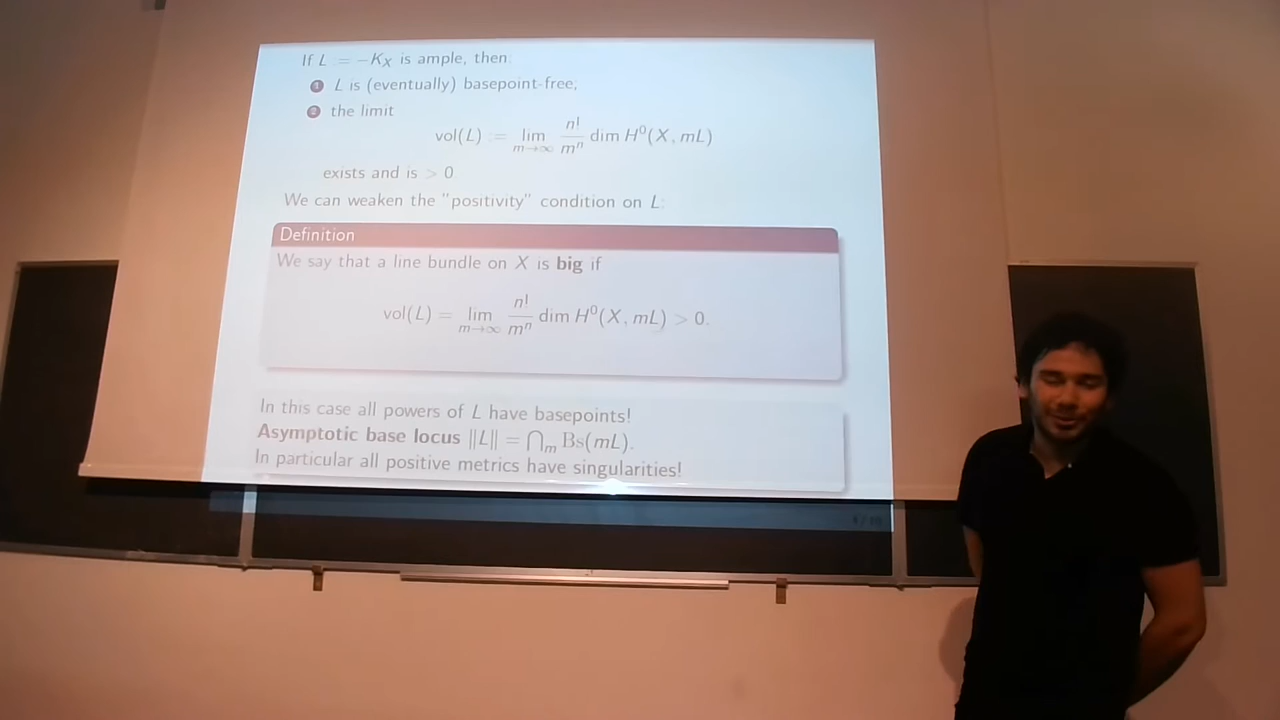 If L = −K_X is ample, then
1 L is (eventually) basepoint-free;
2 the limit
vol(L) := lim_{m→∞} n!/m^n dim H^0(X, mL)
exists and is > 0
We can weaken the "positivity" condition on L:
Definition
We say that a line bundle on X is big if
vol(L) = lim_{m→∞} n!/m^n dim H^0(X, mL) > 0.
In this case all powers of L have basepoints!
Asymptotic base locus ‖L‖ = ⋂_m Bs(mL).
In particular all positive metrics have singularities!